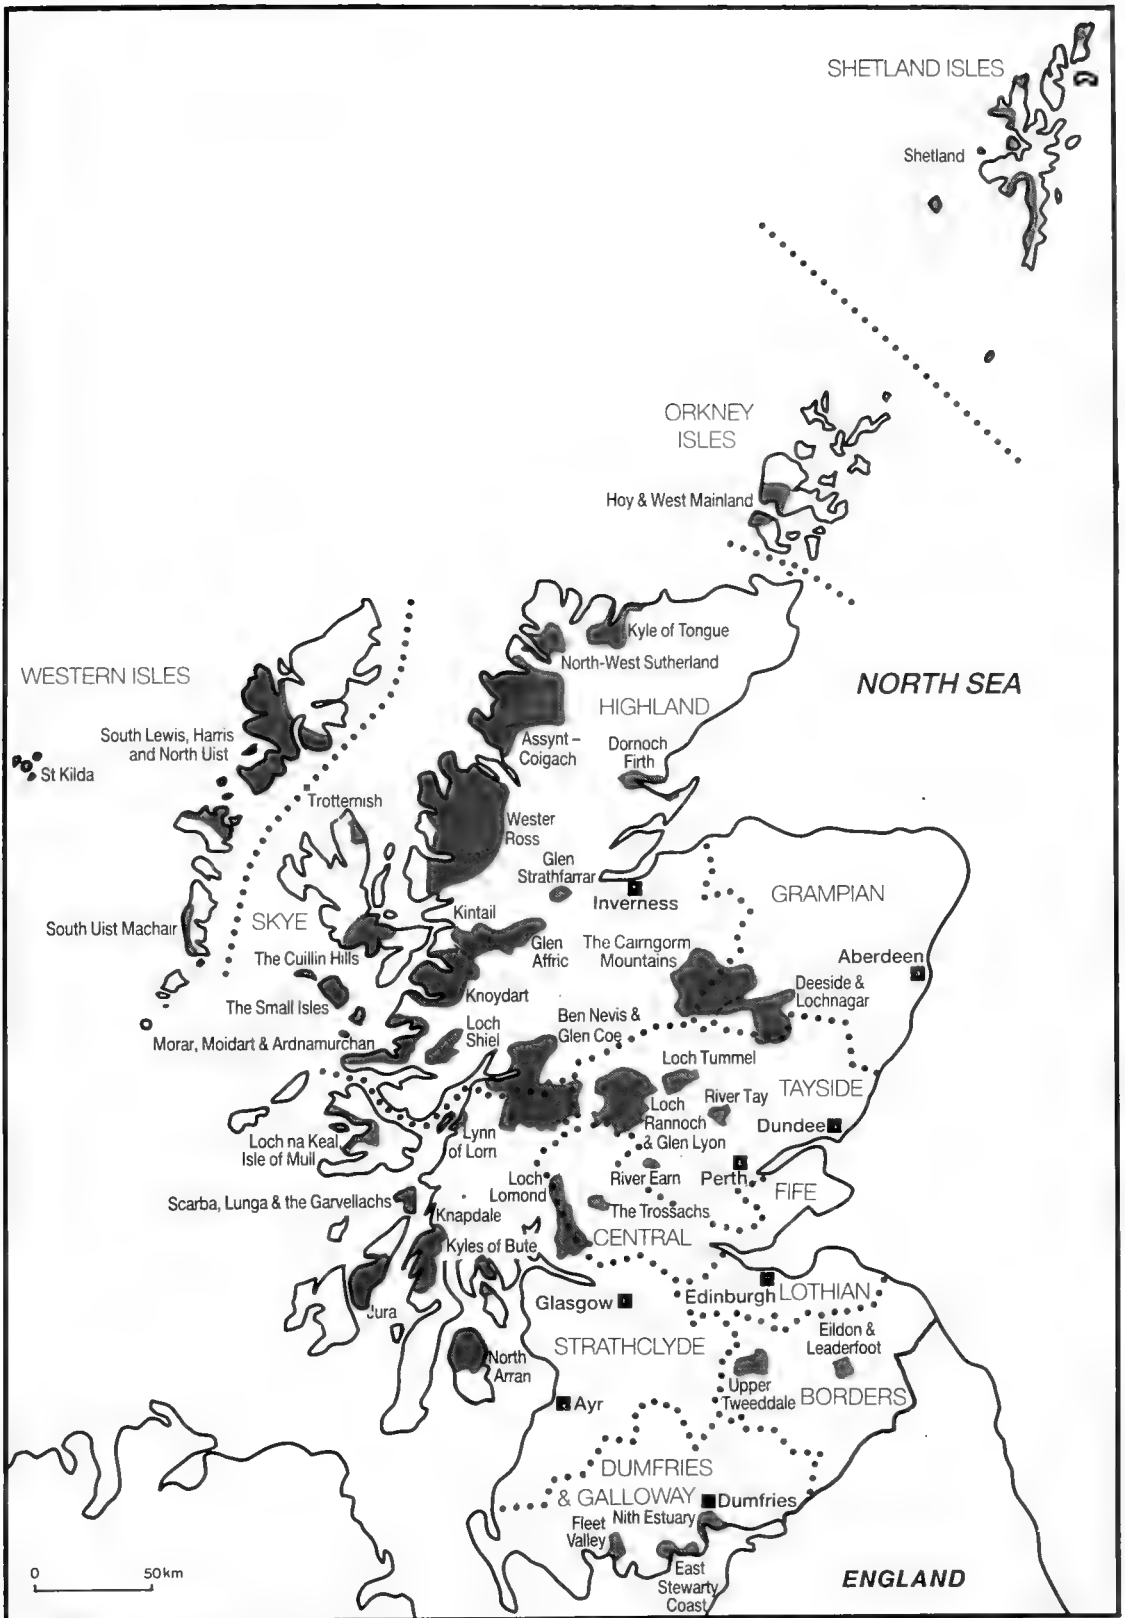 SHETLAND ISLES
Shetland
ORKNEY
ISLES
Hoy & West Mainland
Kyle of Tongue
North-West Sutherland
WESTERN ISLES
NORTH SEA
HIGHLAND
South Lewis, Harris
and North Uist
Assynt –
Coigach
Dornoch
Firth
St Kilda
Trotternish
Wester
Ross
Glen
Strathfarrar
Inverness
GRAMPIAN
Kintail
SKYE
South Uist Machair
Glen
Affric
The Cairngorm
Mountains
Aberdeen
The Cuillin Hills
Knoydart
Deeside &
Lochnagar
The Small Isles
Loch
Shiel
Ben Nevis &
Glen Coe
Morar, Moidart & Ardnamurchan
Loch Tummel
TAYSIDE
River Tay
Loch
Rannoch
& Glen Lyon
Dundee
Loch na Keal,
Isle of Mull
Lynn
of Lorn
Loch
Lomond
River Earn
Perth
FIFE
Scarba, Lunga & the Garvellachs
The Trossachs
Knapdale
CENTRAL
Kyles of Bute
Edinburgh
LOTHIAN
Glasgow
Jura
STRATHCLYDE
Eildon &
Leaderfoot
North
Arran
Upper
Tweeddale
BORDERS
Ayr
DUMFRIES
& GALLOWAY
Dumfries
Nith Estuary
Fleet
Valley
East
Stewarty
Coast
0
50km
ENGLAND